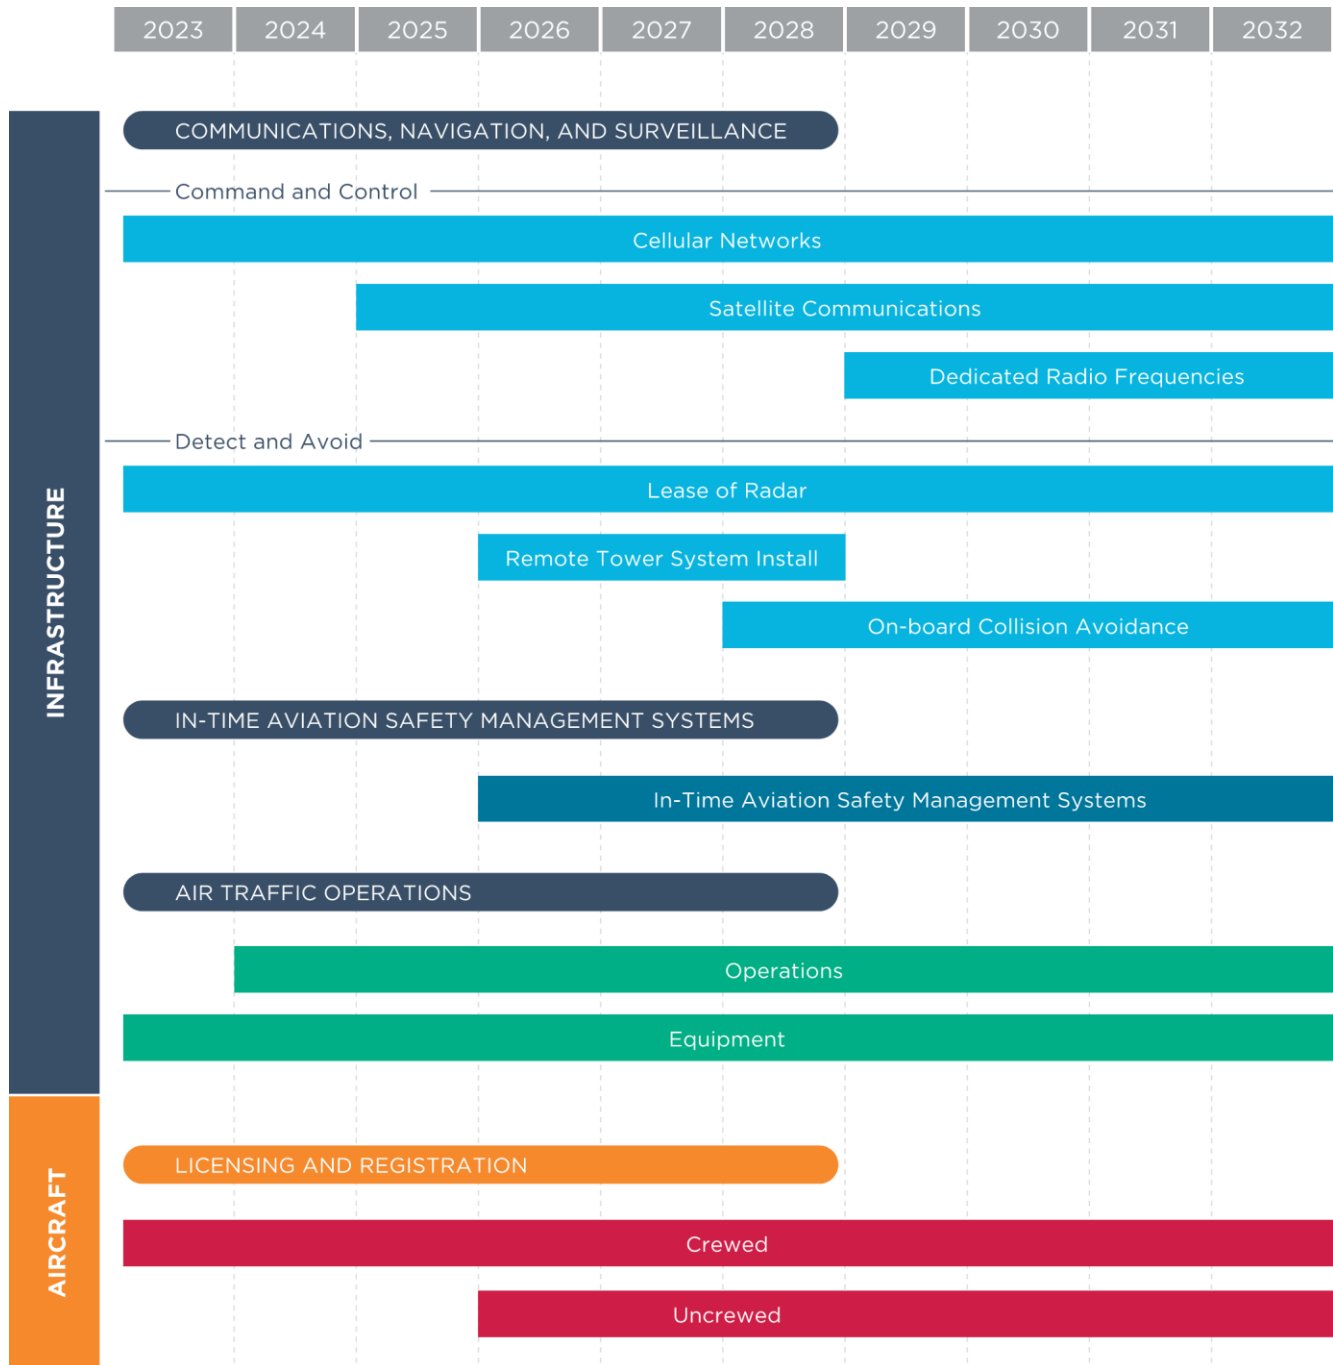 2023 2024 2025 2026 2027 2028 2029 2030 2031 2032
INFRASTRUCTURE
COMMUNICATIONS, NAVIGATION, AND SURVEILLANCE
Command and Control
Cellular Networks
Satellite Communications
Dedicated Radio Frequencies
Detect and Avoid
Lease of Radar
Remote Tower System Install
On-board Collision Avoidance
IN-TIME AVIATION SAFETY MANAGEMENT SYSTEMS
In-Time Aviation Safety Management Systems
AIR TRAFFIC OPERATIONS
Operations
Equipment
AIRCRAFT
LICENSING AND REGISTRATION
Crewed
Uncrewed